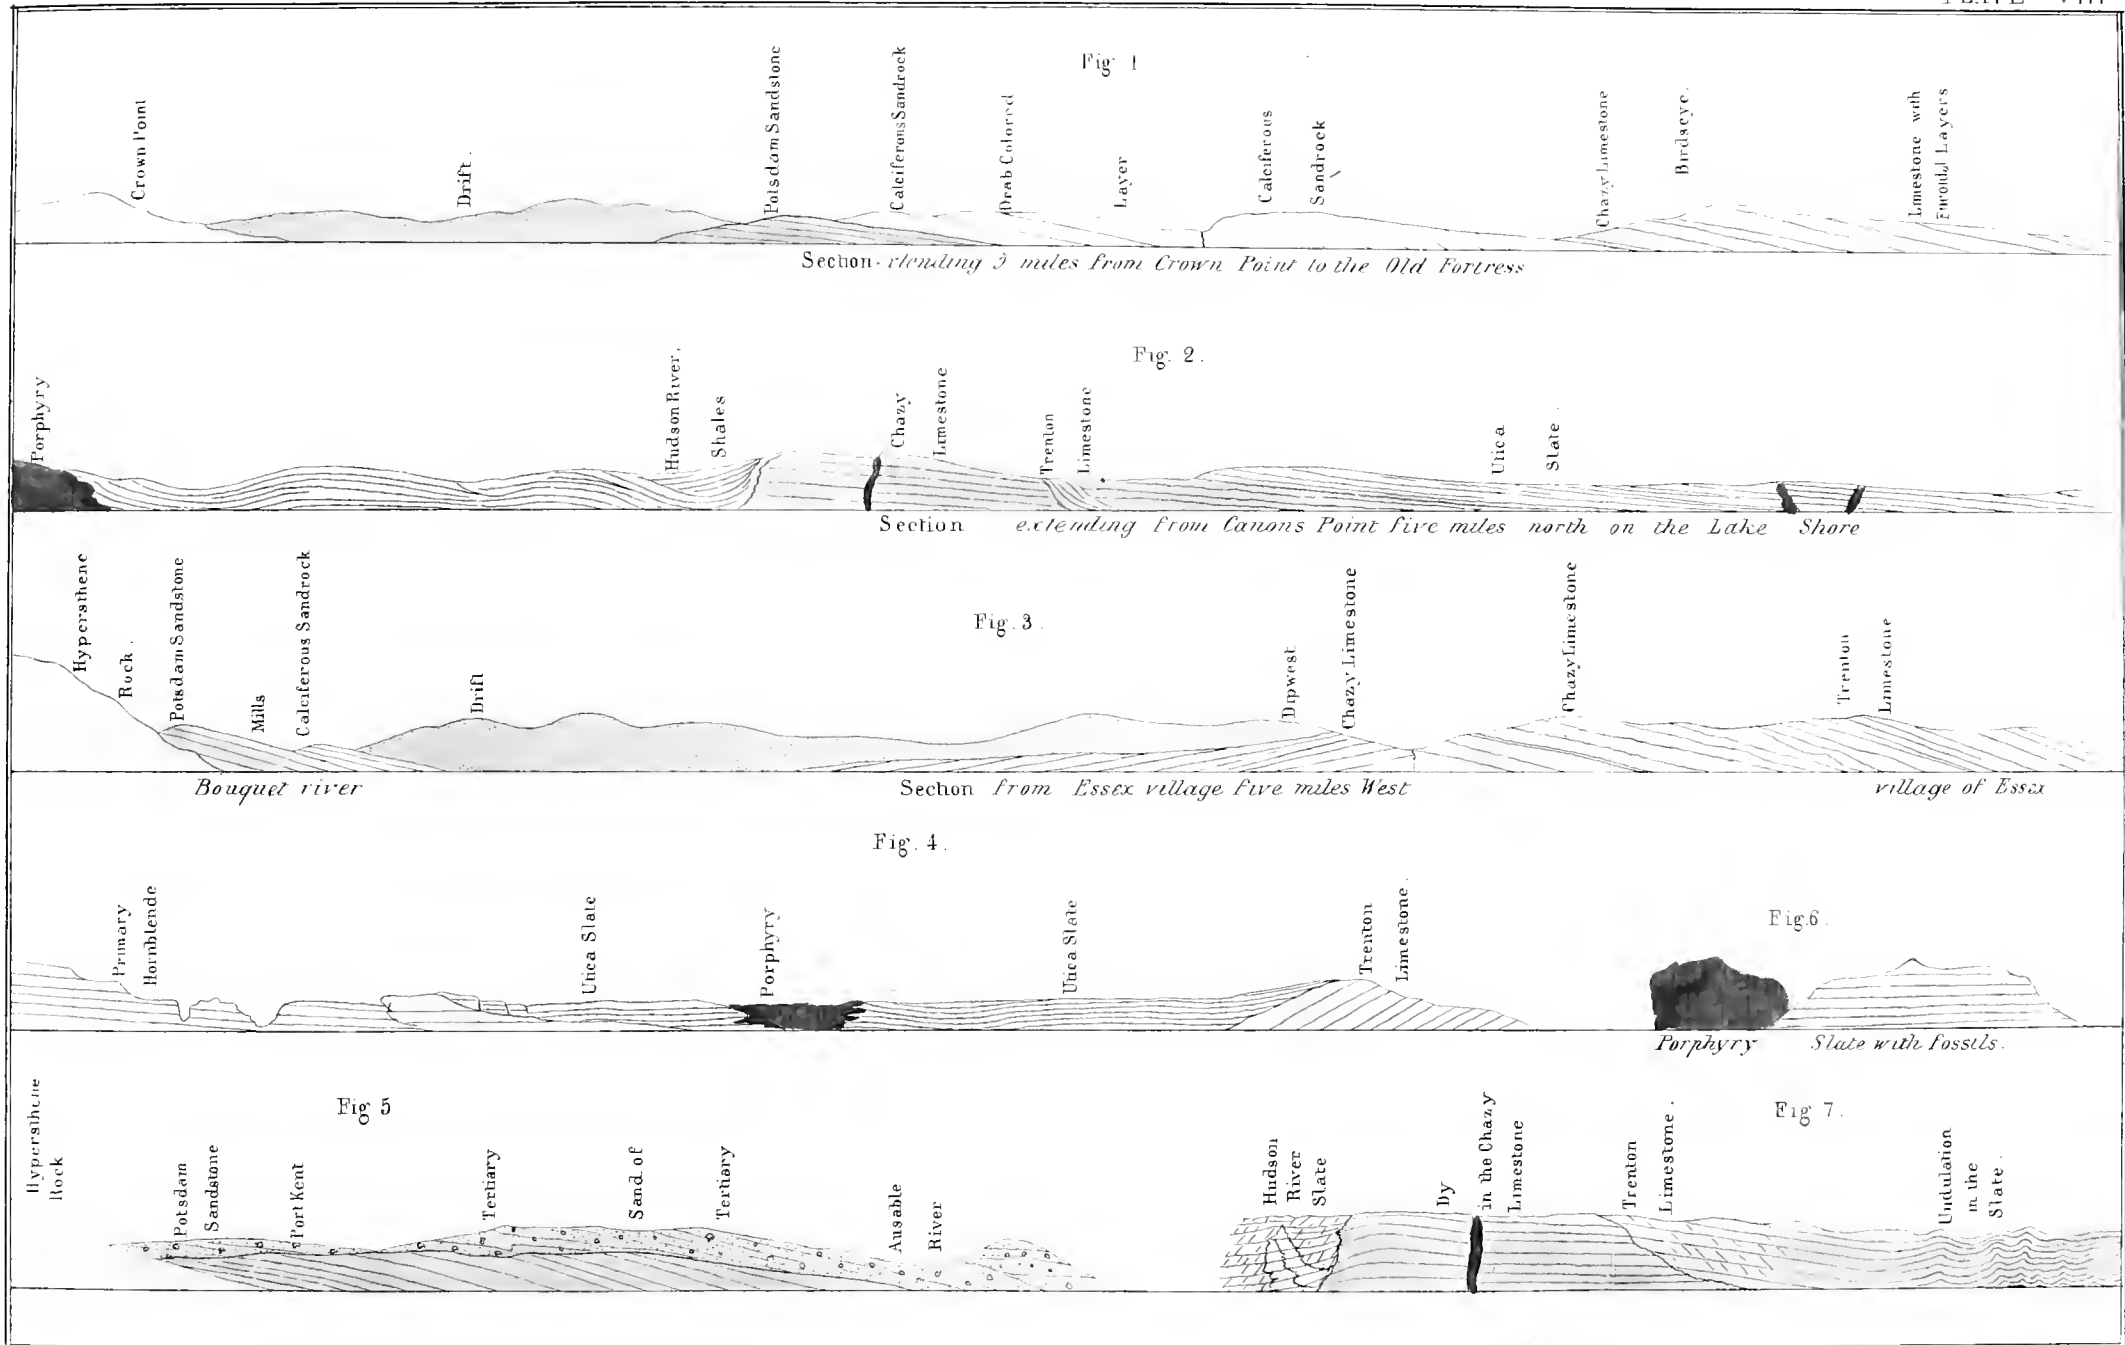 Fig 1
Crown Point
Drift.
Potsdam Sandstone
Calciferous Sandrock
Drab Colored
Layer
Calciferous
Sandrock
Chazy Limestone
Birdseye.
Limestone with
Fucoidal Layers
Section miles from Crown Point to the Old Fortress
Fig. 2.
Porphyry
Hudson River.
Shales
Chazy
Limestone
Trenton
Limestone
Utica
Slate.
Section extending from Canons Point five miles north on the Lake Shore
Fig. 3.
Hypersthene
Rock.
Potsdam Sandstone
Mills
Calciferous Sandrock
Drift
Dip west
Chazy Limestone
Chazy Limestone
Trenton
Limestone
Bouquet river
Section from Essex village five miles West
village of Essex
Fig. 4.
Primary
Hornblende
Utica Slate
Porphyry
Utica Slate
Trenton
Limestone.
Fig. 6.
Porphyry
Slate with fossils.
Fig 5
Hypersthene
Rock
Potsdam
Sandstone
Port Kent
Tertiary
Sand of
Tertiary
Ausable
River
Fig 7.
Hudson
River
Slate
Dy
in the Chazy
Limestone
Trenton
Limestone.
Undulation
in the
Slate.